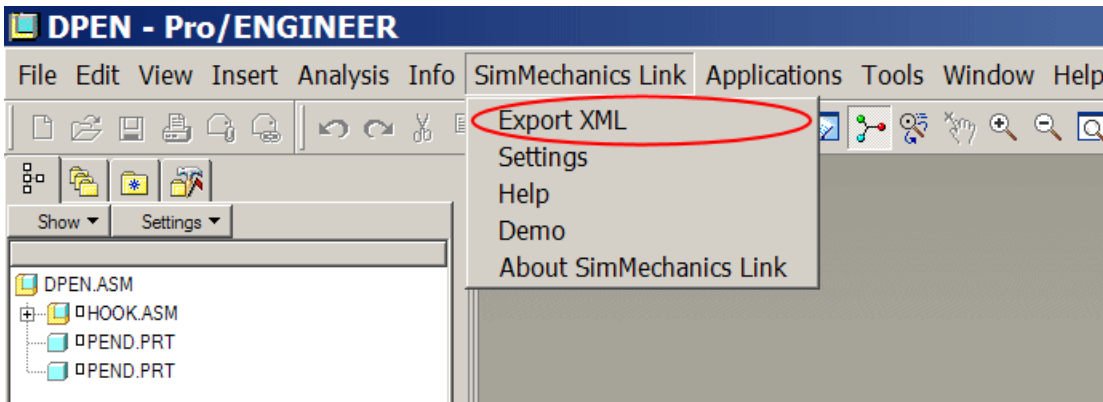 DPEN - Pro/ENGINEER
File Edit View Insert Analysis Info SimMechanics Link Applications Tools Window Help
Export XML
Settings
Help
Demo
About SimMechanics Link
Show Settings
DPEN.ASM
HOOK.ASM
PEND.PRT
PEND.PRT